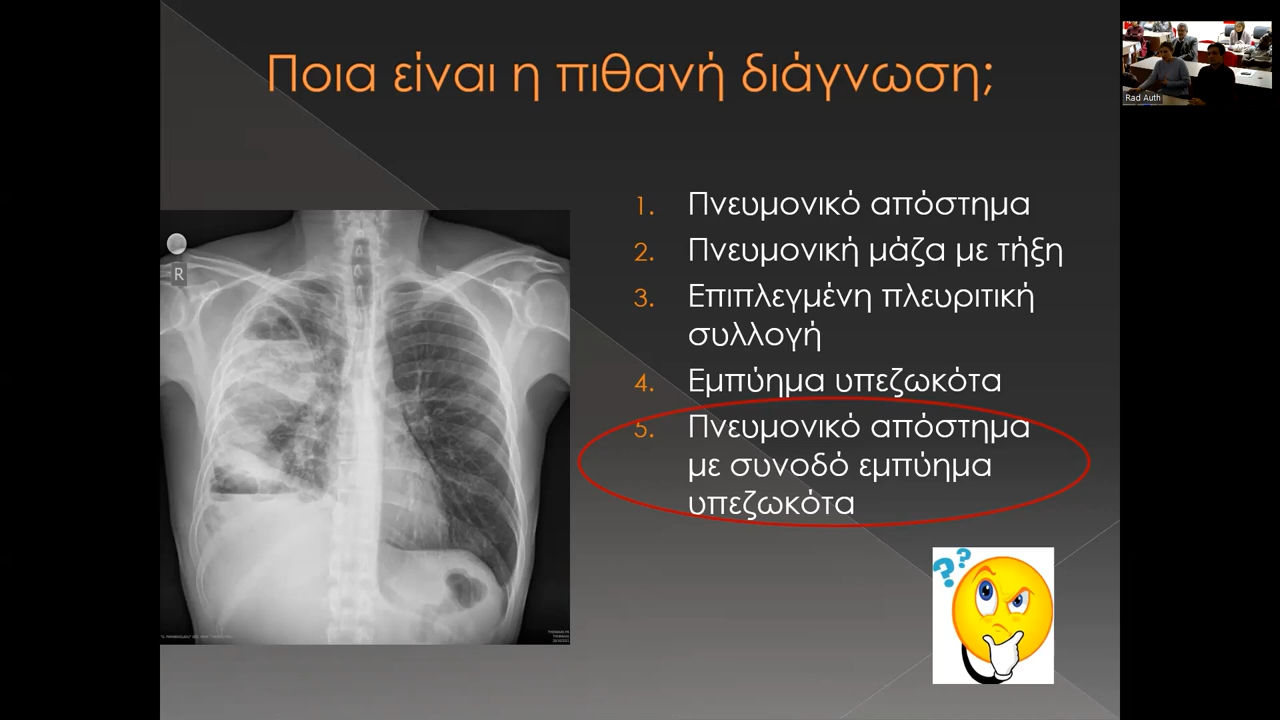 Ποια είναι η πιθανή διάγνωση;
Rad Auth
R
1. Πνευμονικό απόστημα
2. Πνευμονική μάζα με τήξη
3. Επιπλεγμένη πλευριτική
συλλογή
4. Εμπύημα υπεζωκότα
5. Πνευμονικό απόστημα
με συνοδό εμπύημα
υπεζωκότα
??